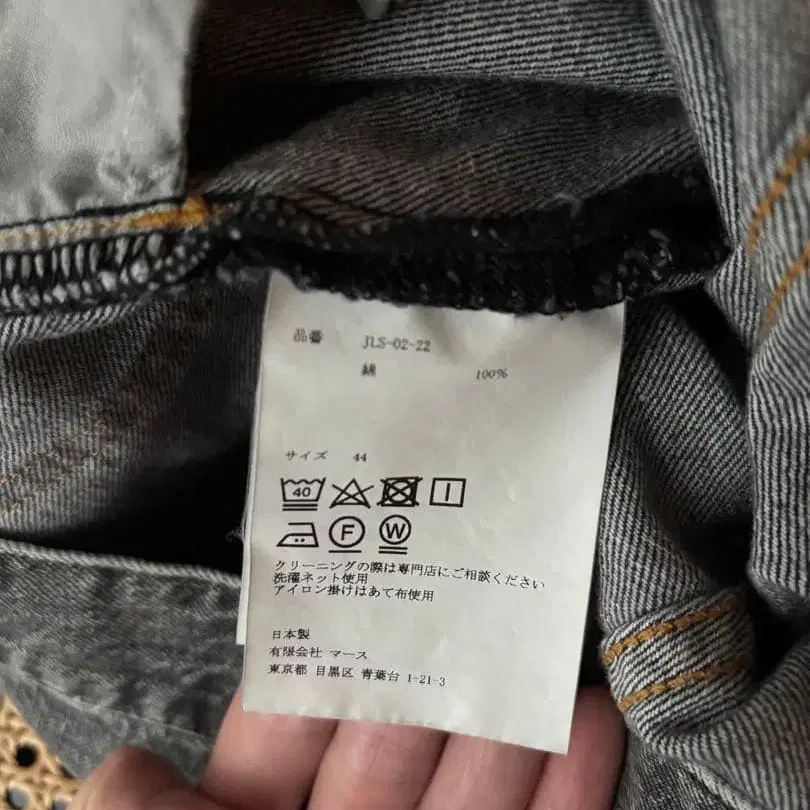 品番 JLS-02-22
綿 100%
サイズ 44
40
F W
クリーニングの際は専門店にご相談ください
洗濯ネット使用
アイロン掛けはあて布使用
日本製
有限会社 マース
東京都 目黒区 青葉台 1-21-3